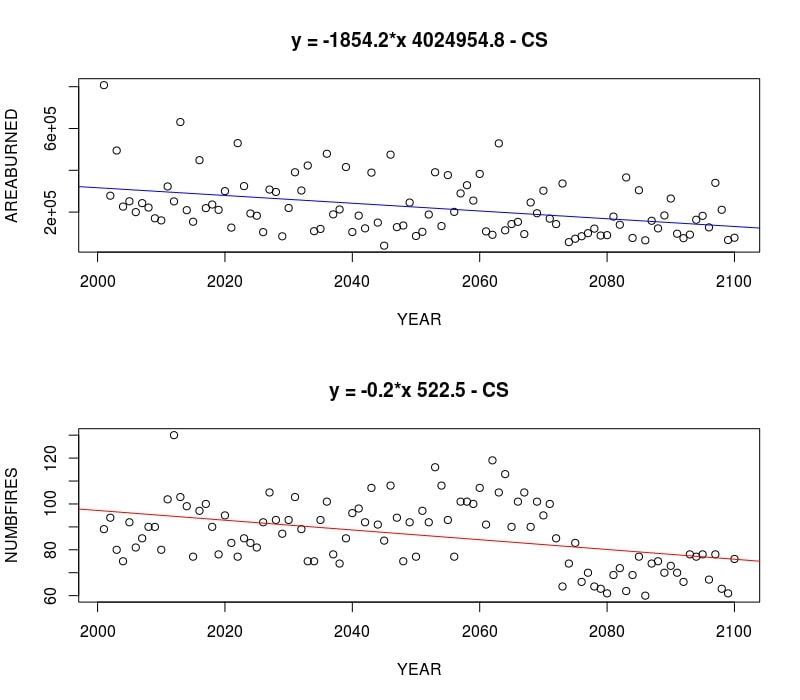 y = -1854.2*x 4024954.8 - CS
AREABURNED
6e+05
2e+05
2000 2020 2040 2060 2080 2100
YEAR
y = -0.2*x 522.5 - CS
NUMBFIRES
120
100
80
60
2000 2020 2040 2060 2080 2100
YEAR